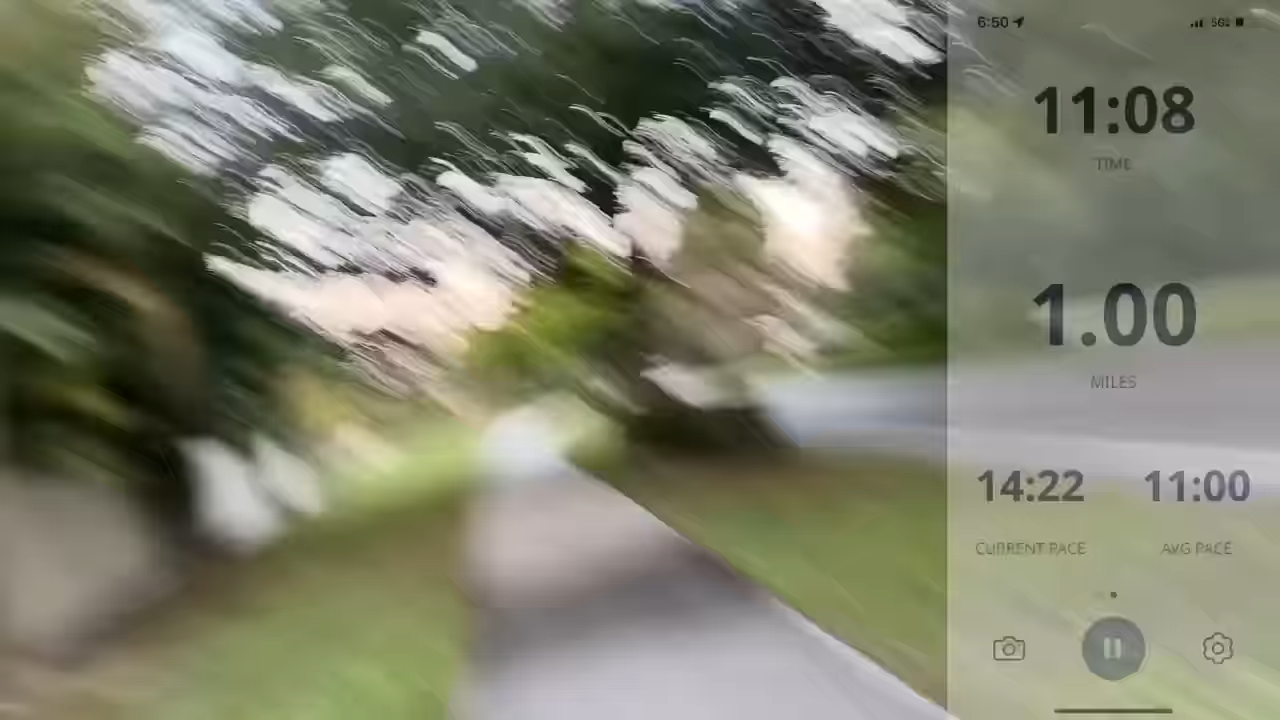 6:50
11:08
TIME
1.00
MILES
14:22 11:00
CURRENT PACE AVG PACE